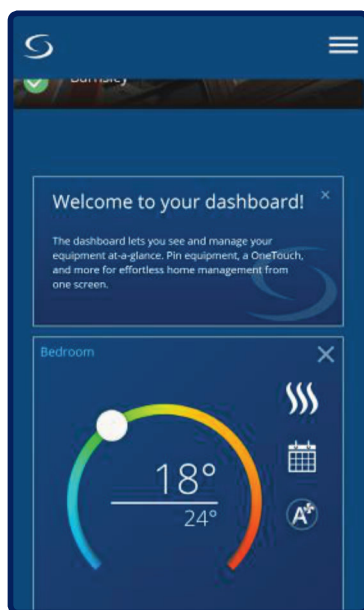 Barnsley
Welcome to your dashboard!
The dashboard lets you see and manage your
equipment at-a-glance. Pin equipment, a OneTouch,
and more for effortless home management from
one screen.
Bedroom
18°
24°
A